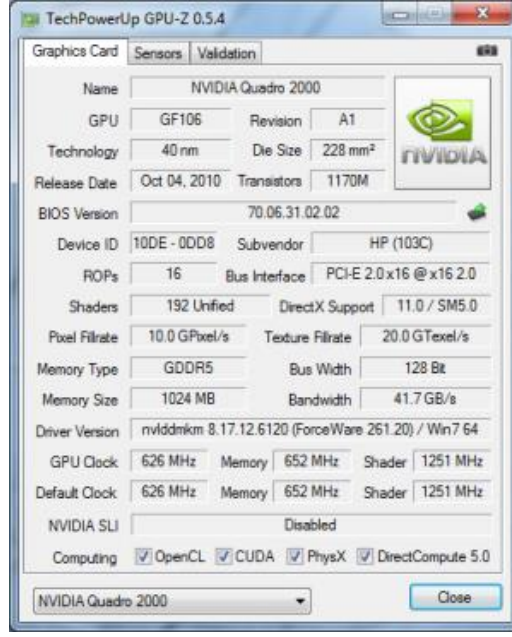 TechPowerUp GPU-Z 0.5.4
Graphics Card Sensors Validation
Name NVIDIA Quadro 2000
GPU GF106 Revision A1
nVIDIA
Technology 40 nm Die Size 228 mm²
Release Date Oct 04, 2010 Transistors 1170M
BIOS Version 70.06.31.02.02
Device ID 10DE - 0DD8 Subvendor HP (103C)
ROPs 16 Bus Interface PCI-E 2.0 x16 @ x16 2.0
Shaders 192 Unified DirectX Support 11.0 / SM5.0
Pixel Fillrate 10.0 GPixel/s Texture Fillrate 20.0 GTexel/s
Memory Type GDDR5 Bus Width 128 Bit
Memory Size 1024 MB Bandwidth 41.7 GB/s
Driver Version nvlddmkm 8.17.12.6120 (ForceWare 261.20) / Win7 64
GPU Clock 626 MHz Memory 652 MHz Shader 1251 MHz
Default Clock 626 MHz Memory 652 MHz Shader 1251 MHz
NVIDIA SLI Disabled
Computing OpenCL CUDA PhysX DirectCompute 5.0
NVIDIA Quadro 2000 Close